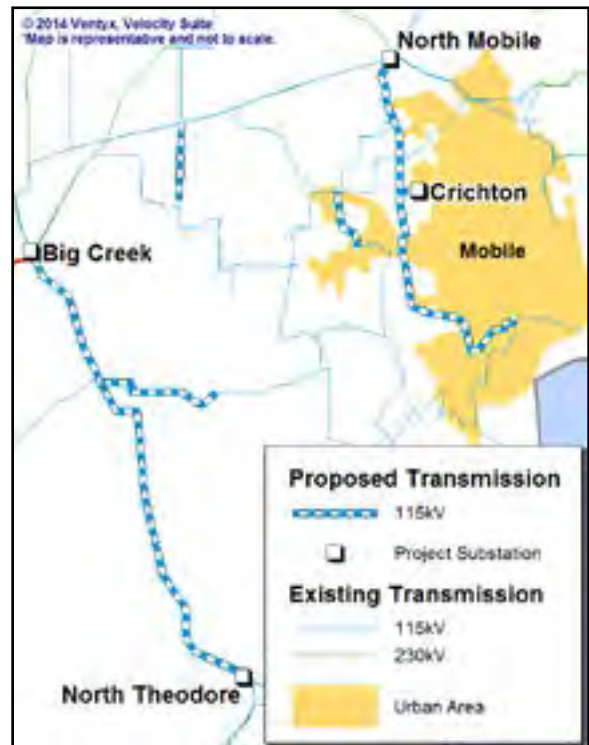 © 2014 Ventyx, Velocity Suite
*Map is representative and not to scale.
North Mobile
Crichton
Mobile
Big Creek
North Theodore
Proposed Transmission
115kV
Project Substation
Existing Transmission
115kV
230kV
Urban Area